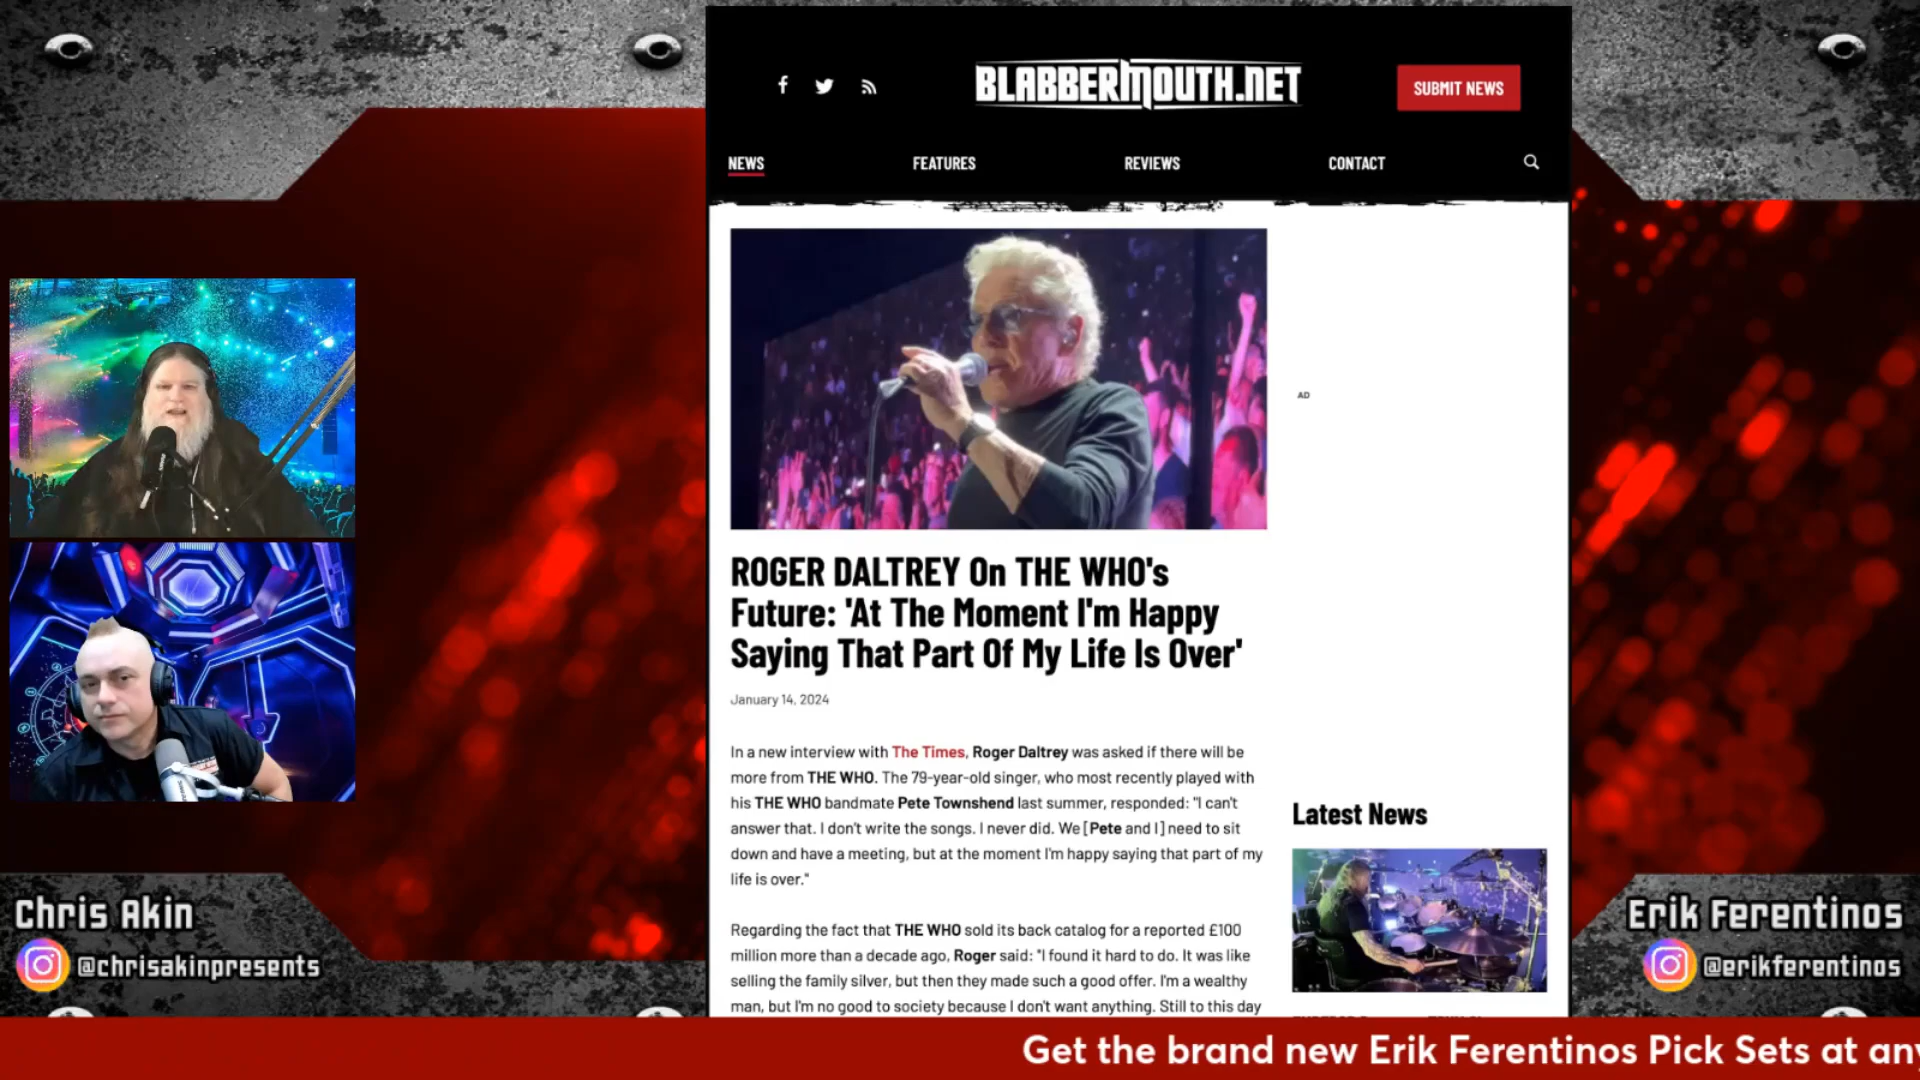 BLABBERMOUTH.NET
SUBMIT NEWS
NEWS
FEATURES
REVIEWS
CONTACT
AD
ROGER DALTREY On THE WHO's
Future: 'At The Moment I'm Happy
Saying That Part Of My Life Is Over'
January 14, 2024
In a new interview with The Times, Roger Daltrey was asked if there will be
more from THE WHO. The 79-year-old singer, who most recently played with
his THE WHO bandmate Pete Townshend last summer, responded: "I can't
answer that. I don't write the songs. I never did. We [Pete and I] need to sit
down and have a meeting, but at the moment I'm happy saying that part of my
life is over."
Regarding the fact that THE WHO sold its back catalog for a reported £100
million more than a decade ago, Roger said: "I found it hard to do. It was like
selling the family silver, but then they made such a good offer. I'm a wealthy
man, but I'm no good to society because I don't want anything. Still to this day
Latest News
Chris Akin
@chrisakinpresents
Erik Ferentinos
@erikferentinos
Get the brand new Erik Ferentinos Pick Sets at